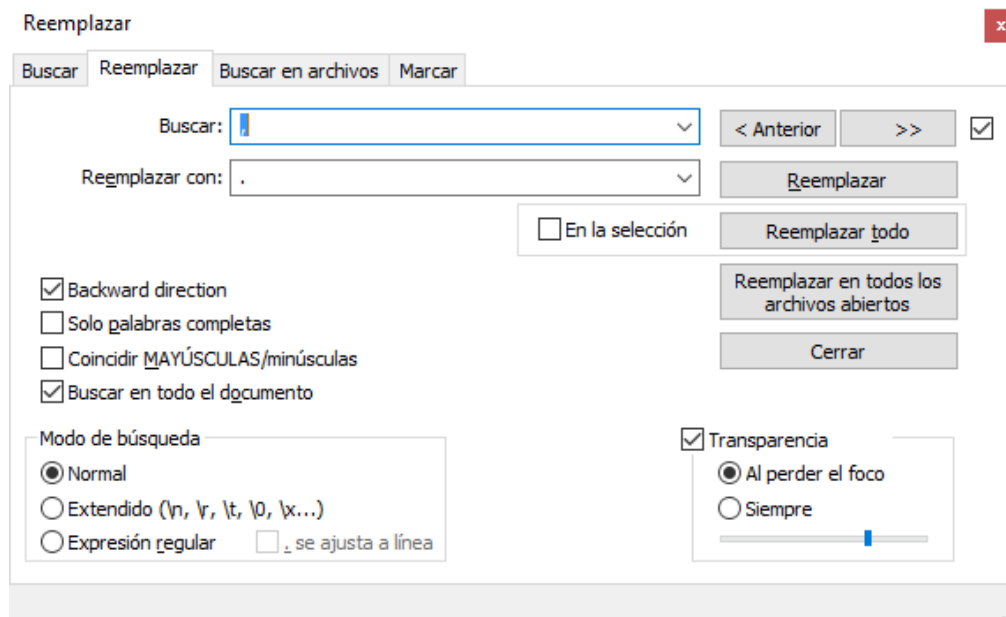 Reemplazar
x
Buscar Reemplazar Buscar en archivos Marcar
Buscar: , < Anterior >>
Reemplazar con: . Reemplazar
En la selección Reemplazar todo
Backward direction
Reemplazar en todos los
archivos abiertos
Solo palabras completas
Coincidir MAYÚSCULAS/minúsculas
Cerrar
Buscar en todo el documento
Modo de búsqueda
Transparencia
Normal
Al perder el foco
Extendido (\n, \r, \t, \0, \x...)
Siempre
Expresión regular . se ajusta a línea